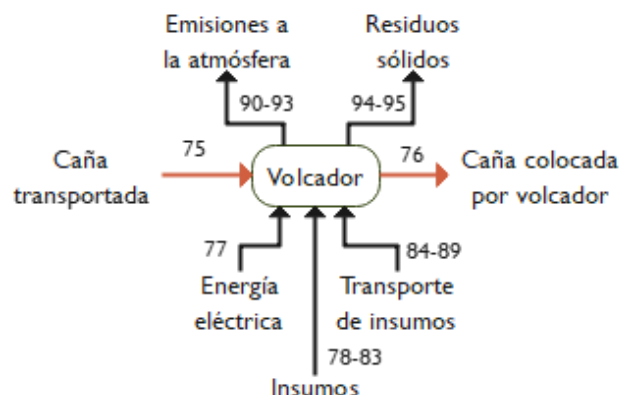 Emisiones a
la atmósfera
Residuos
sólidos
90-93
94-95
75
76
Caña
transportada
Volcador
Caña colocada
por volcador
77
84-89
Energía
eléctrica
Transporte
de insumos
78-83
Insumos